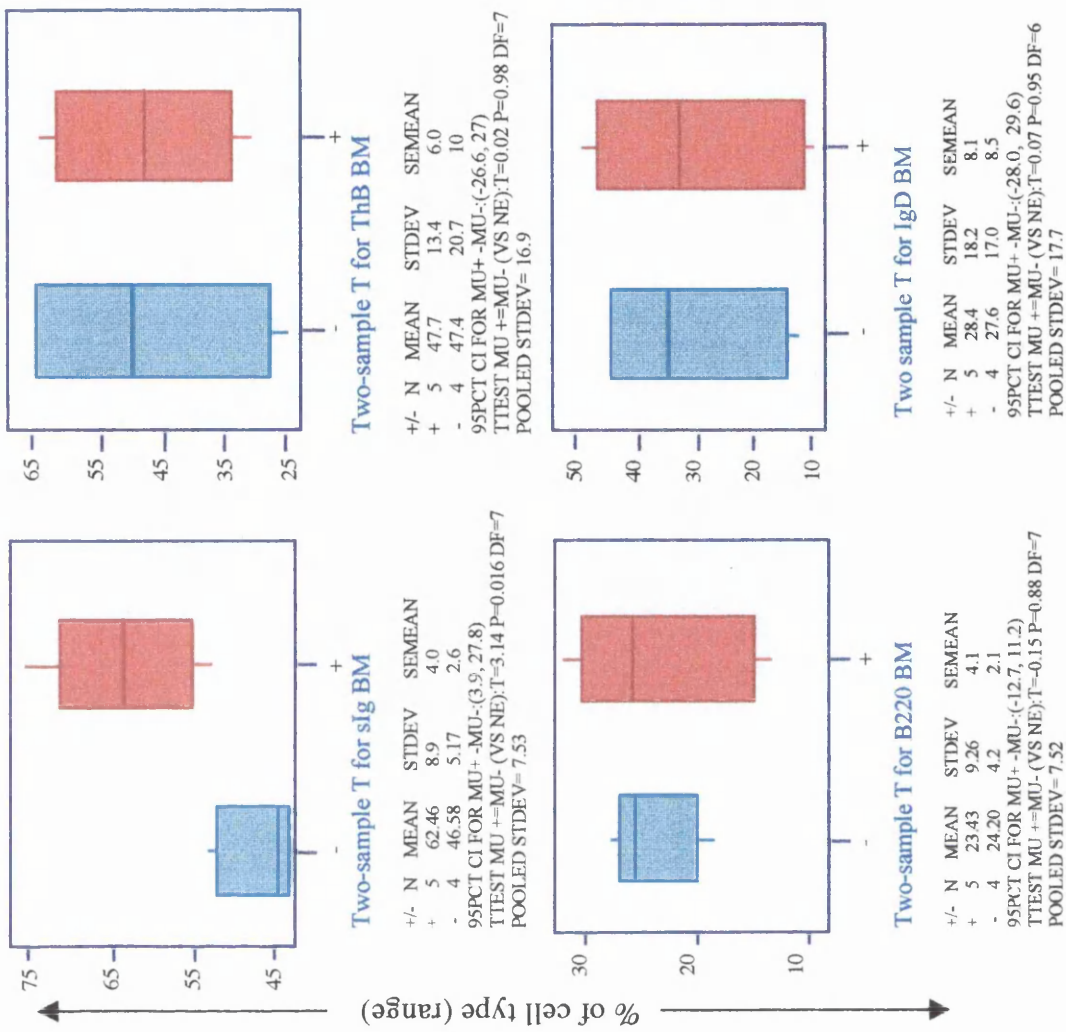 % of cell type (range)
75
65
55
45
- +
Two-sample T for sIg BM
+/- N MEAN STDEV SEMEAN
+ 5 62.46 8.9 4.0
- 4 46.58 5.17 2.6
95PCT CI FOR MU+ -MU-:(3.9, 27.8)
TTEST MU +=MU- (VS NE):T=3.14 P=0.016 DF=7
POOLED STDEV= 7.53
65
55
45
35
25
- +
Two-sample T for ThB BM
+/- N MEAN STDEV SEMEAN
+ 5 47.7 13.4 6.0
- 4 47.4 20.7 10
95PCT CI FOR MU+ -MU-:(-26.6, 27)
TTEST MU +=MU- (VS NE):T=0.02 P=0.98 DF=7
POOLED STDEV= 16.9
30
20
10
- +
Two-sample T for B220 BM
+/- N MEAN STDEV SEMEAN
+ 5 23.43 9.26 4.1
- 4 24.20 4.2 2.1
95PCT CI FOR MU+ -MU-:(-12.7, 11.2)
TTEST MU +=MU- (VS NE):T=-0.15 P=0.88 DF=7
POOLED STDEV= 7.52
50
40
30
20
10
- +
Two sample T for IgD BM
+/- N MEAN STDEV SEMEAN
+ 5 28.4 18.2 8.1
- 4 27.6 17.0 8.5
95PCT CI FOR MU+ -MU-:(-28.0, 29.6)
TTEST MU +=MU- (VS NE):T=0.07 P=0.95 DF=6
POOLED STDEV= 17.7